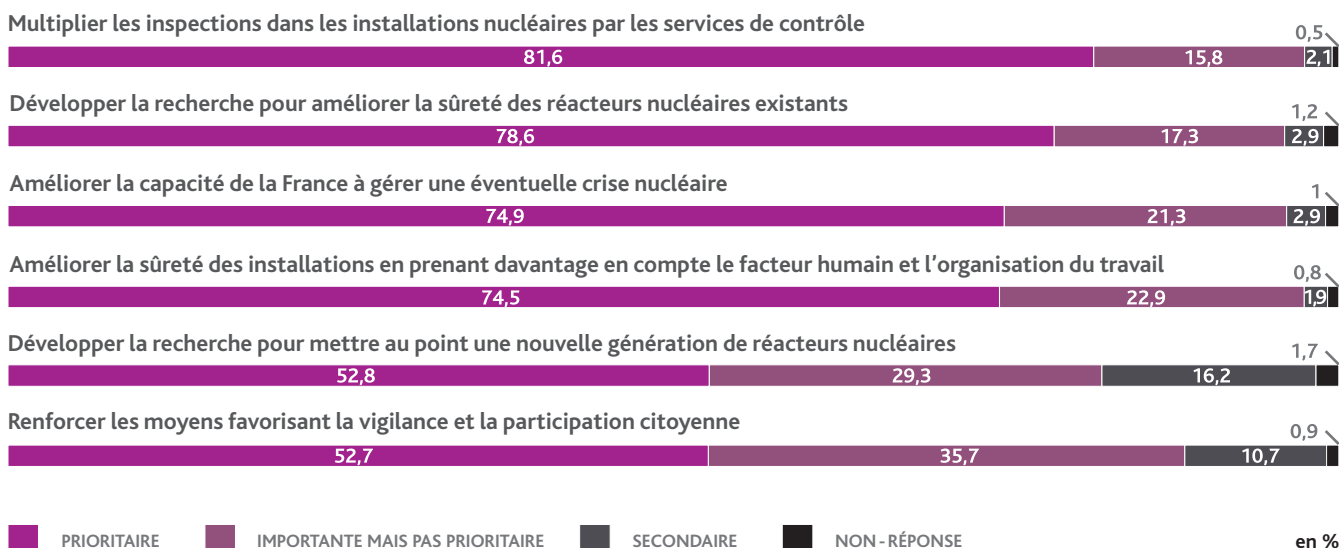 Multiplier les inspections dans les installations nucléaires par les services de contrôle
0,5
81,6 15,8 2,1
Développer la recherche pour améliorer la sûreté des réacteurs nucléaires existants
1,2
78,6 17,3 2,9
Améliorer la capacité de la France à gérer une éventuelle crise nucléaire
1
74,9 21,3 2,9
Améliorer la sûreté des installations en prenant davantage en compte le facteur humain et l'organisation du travail
0,8
74,5 22,9 1,9
Développer la recherche pour mettre au point une nouvelle génération de réacteurs nucléaires
1,7
52,8 29,3 16,2
Renforcer les moyens favorisant la vigilance et la participation citoyenne
0,9
52,7 35,7 10,7
PRIORITAIRE IMPORTANTE MAIS PAS PRIORITAIRE SECONDAIRE NON-RÉPONSE en %